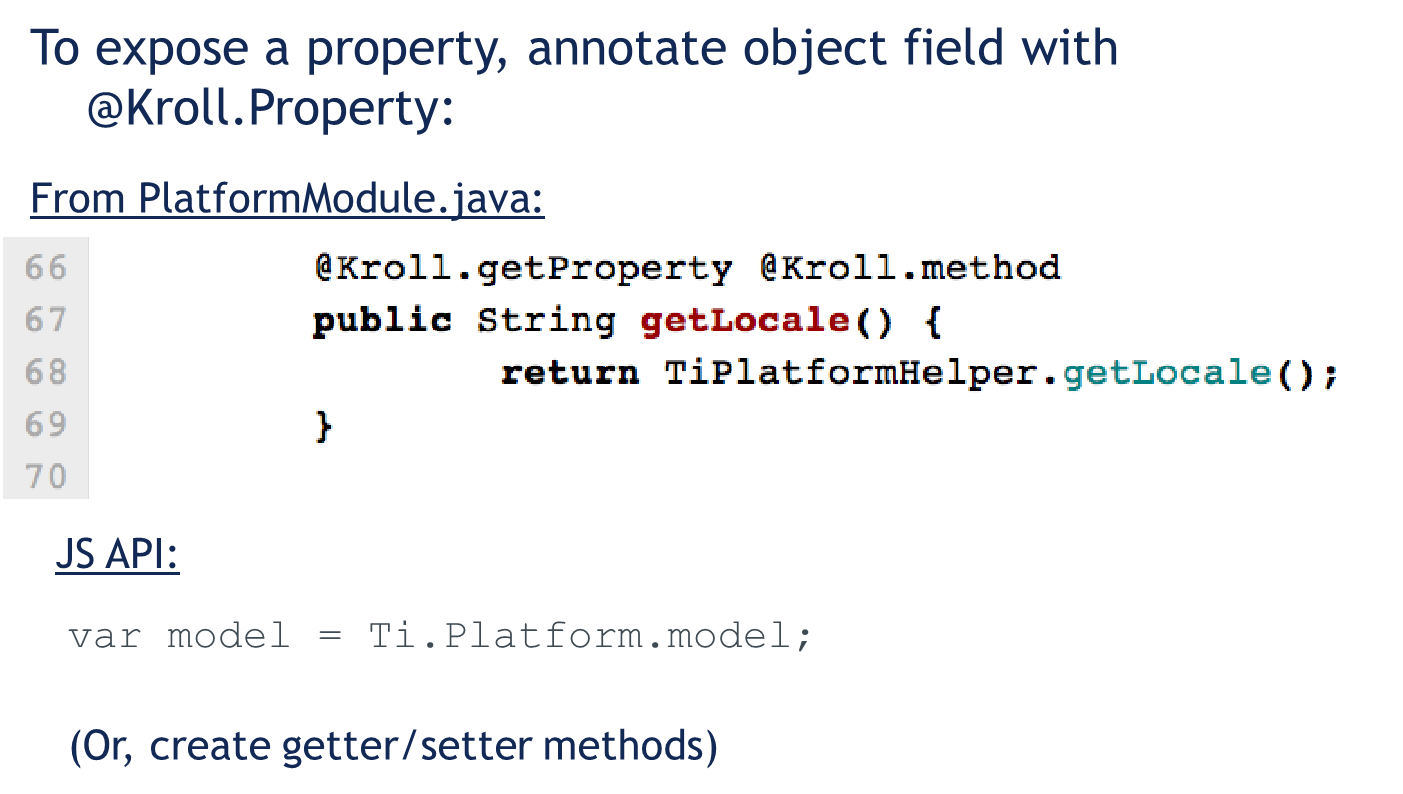 To expose a property, annotate object field with
@Kroll.Property:
From PlatformModule.java:
66 @Kroll.getProperty @Kroll.method
67 public String getLocale() {
68 return TiPlatformHelper.getLocale();
69 }
70
JS API:
var model = Ti.Platform.model;
(Or, create getter/setter methods)